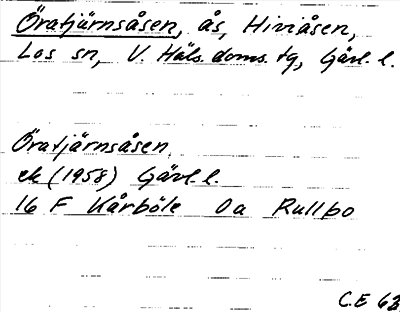 Öratjärnsåsen, ås, Hiviåsen,
Los sn, V. Häls. doms. tg, Gävl. l.
Öratjärnsåsen
ek (1958) Gävl. l.
16 F Kårböle 0a Rullbo
C.E 63